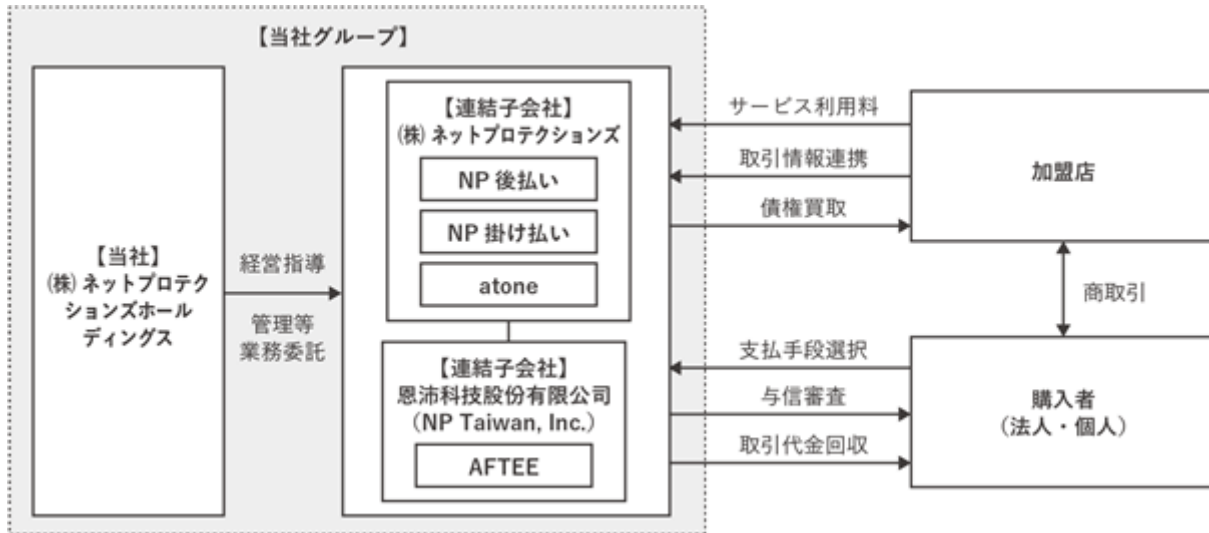 【当社グループ】
【当社】
(株) ネットプロテク
ションズホール
ディングス
経営指導
管理等
業務委託
【連結子会社】
(株) ネットプロテクションズ
NP 後払い
NP 掛け払い
atone
【連結子会社】
恩沛科技股份有限公司
(NP Taiwan, Inc.)
AFTEE
サービス利用料
取引情報連携
債権買取
加盟店
商取引
支払手段選択
与信審査
取引代金回収
購入者
(法人・個人)